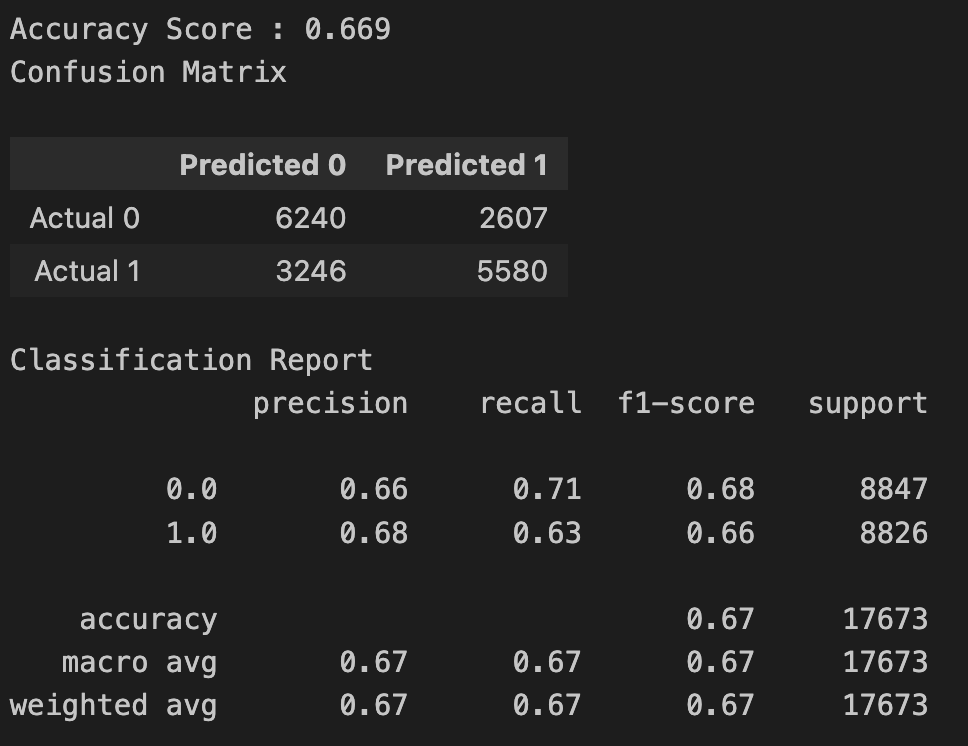 Accuracy Score : 0.669
Confusion Matrix
Predicted 0 Predicted 1
Actual 0 6240 2607
Actual 1 3246 5580
Classification Report
precision recall f1-score support
0.0 0.66 0.71 0.68 8847
1.0 0.68 0.63 0.66 8826
accuracy 0.67 17673
macro avg 0.67 0.67 0.67 17673
weighted avg 0.67 0.67 0.67 17673